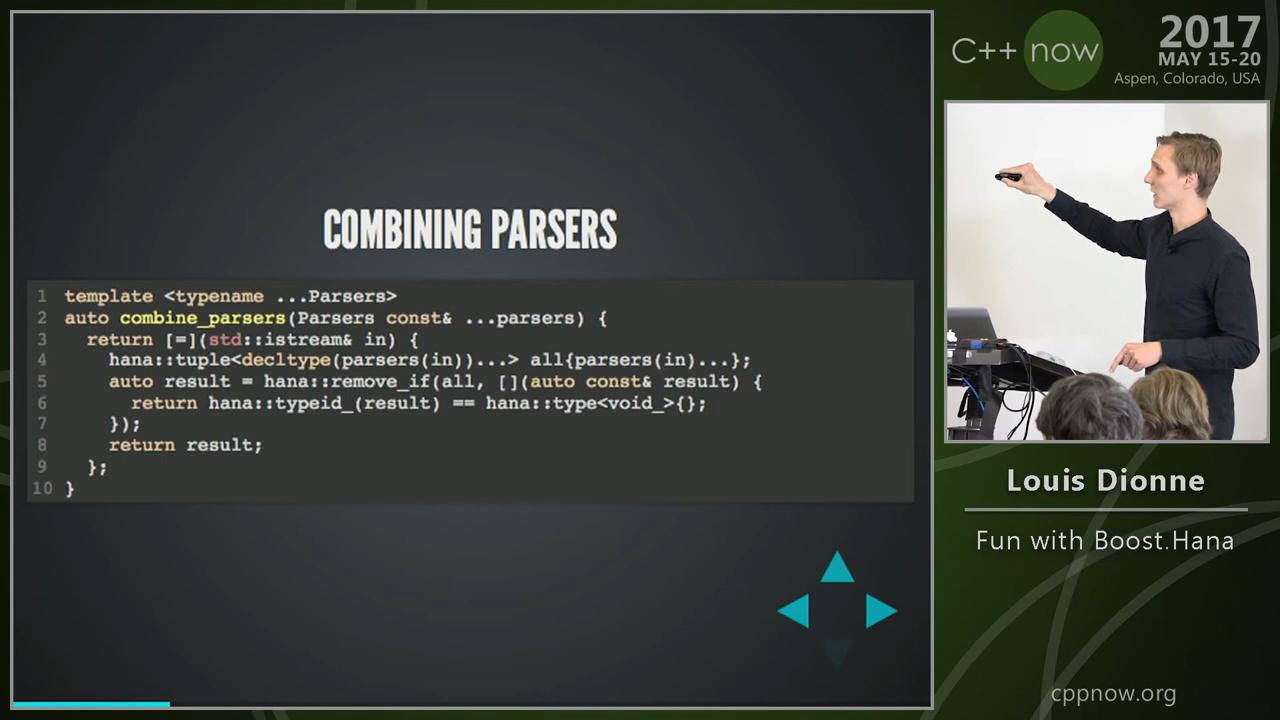 COMBINING PARSERS
1 template <typename ...Parsers>
2 auto combine_parsers(Parsers const& ...parsers) {
3   return [=](std::istream& in) {
4     hana::tuple<decltype(parsers(in))...> all{parsers(in)...};
5     auto result = hana::remove_if(all, [](auto const& result) {
6       return hana::typeid_(result) == hana::type<void_>{};
7     });
8     return result;
9   };
10 }
C++ now
2017
MAY 15-20
Aspen, Colorado, USA
Louis Dionne
Fun with Boost.Hana
cppnow.org